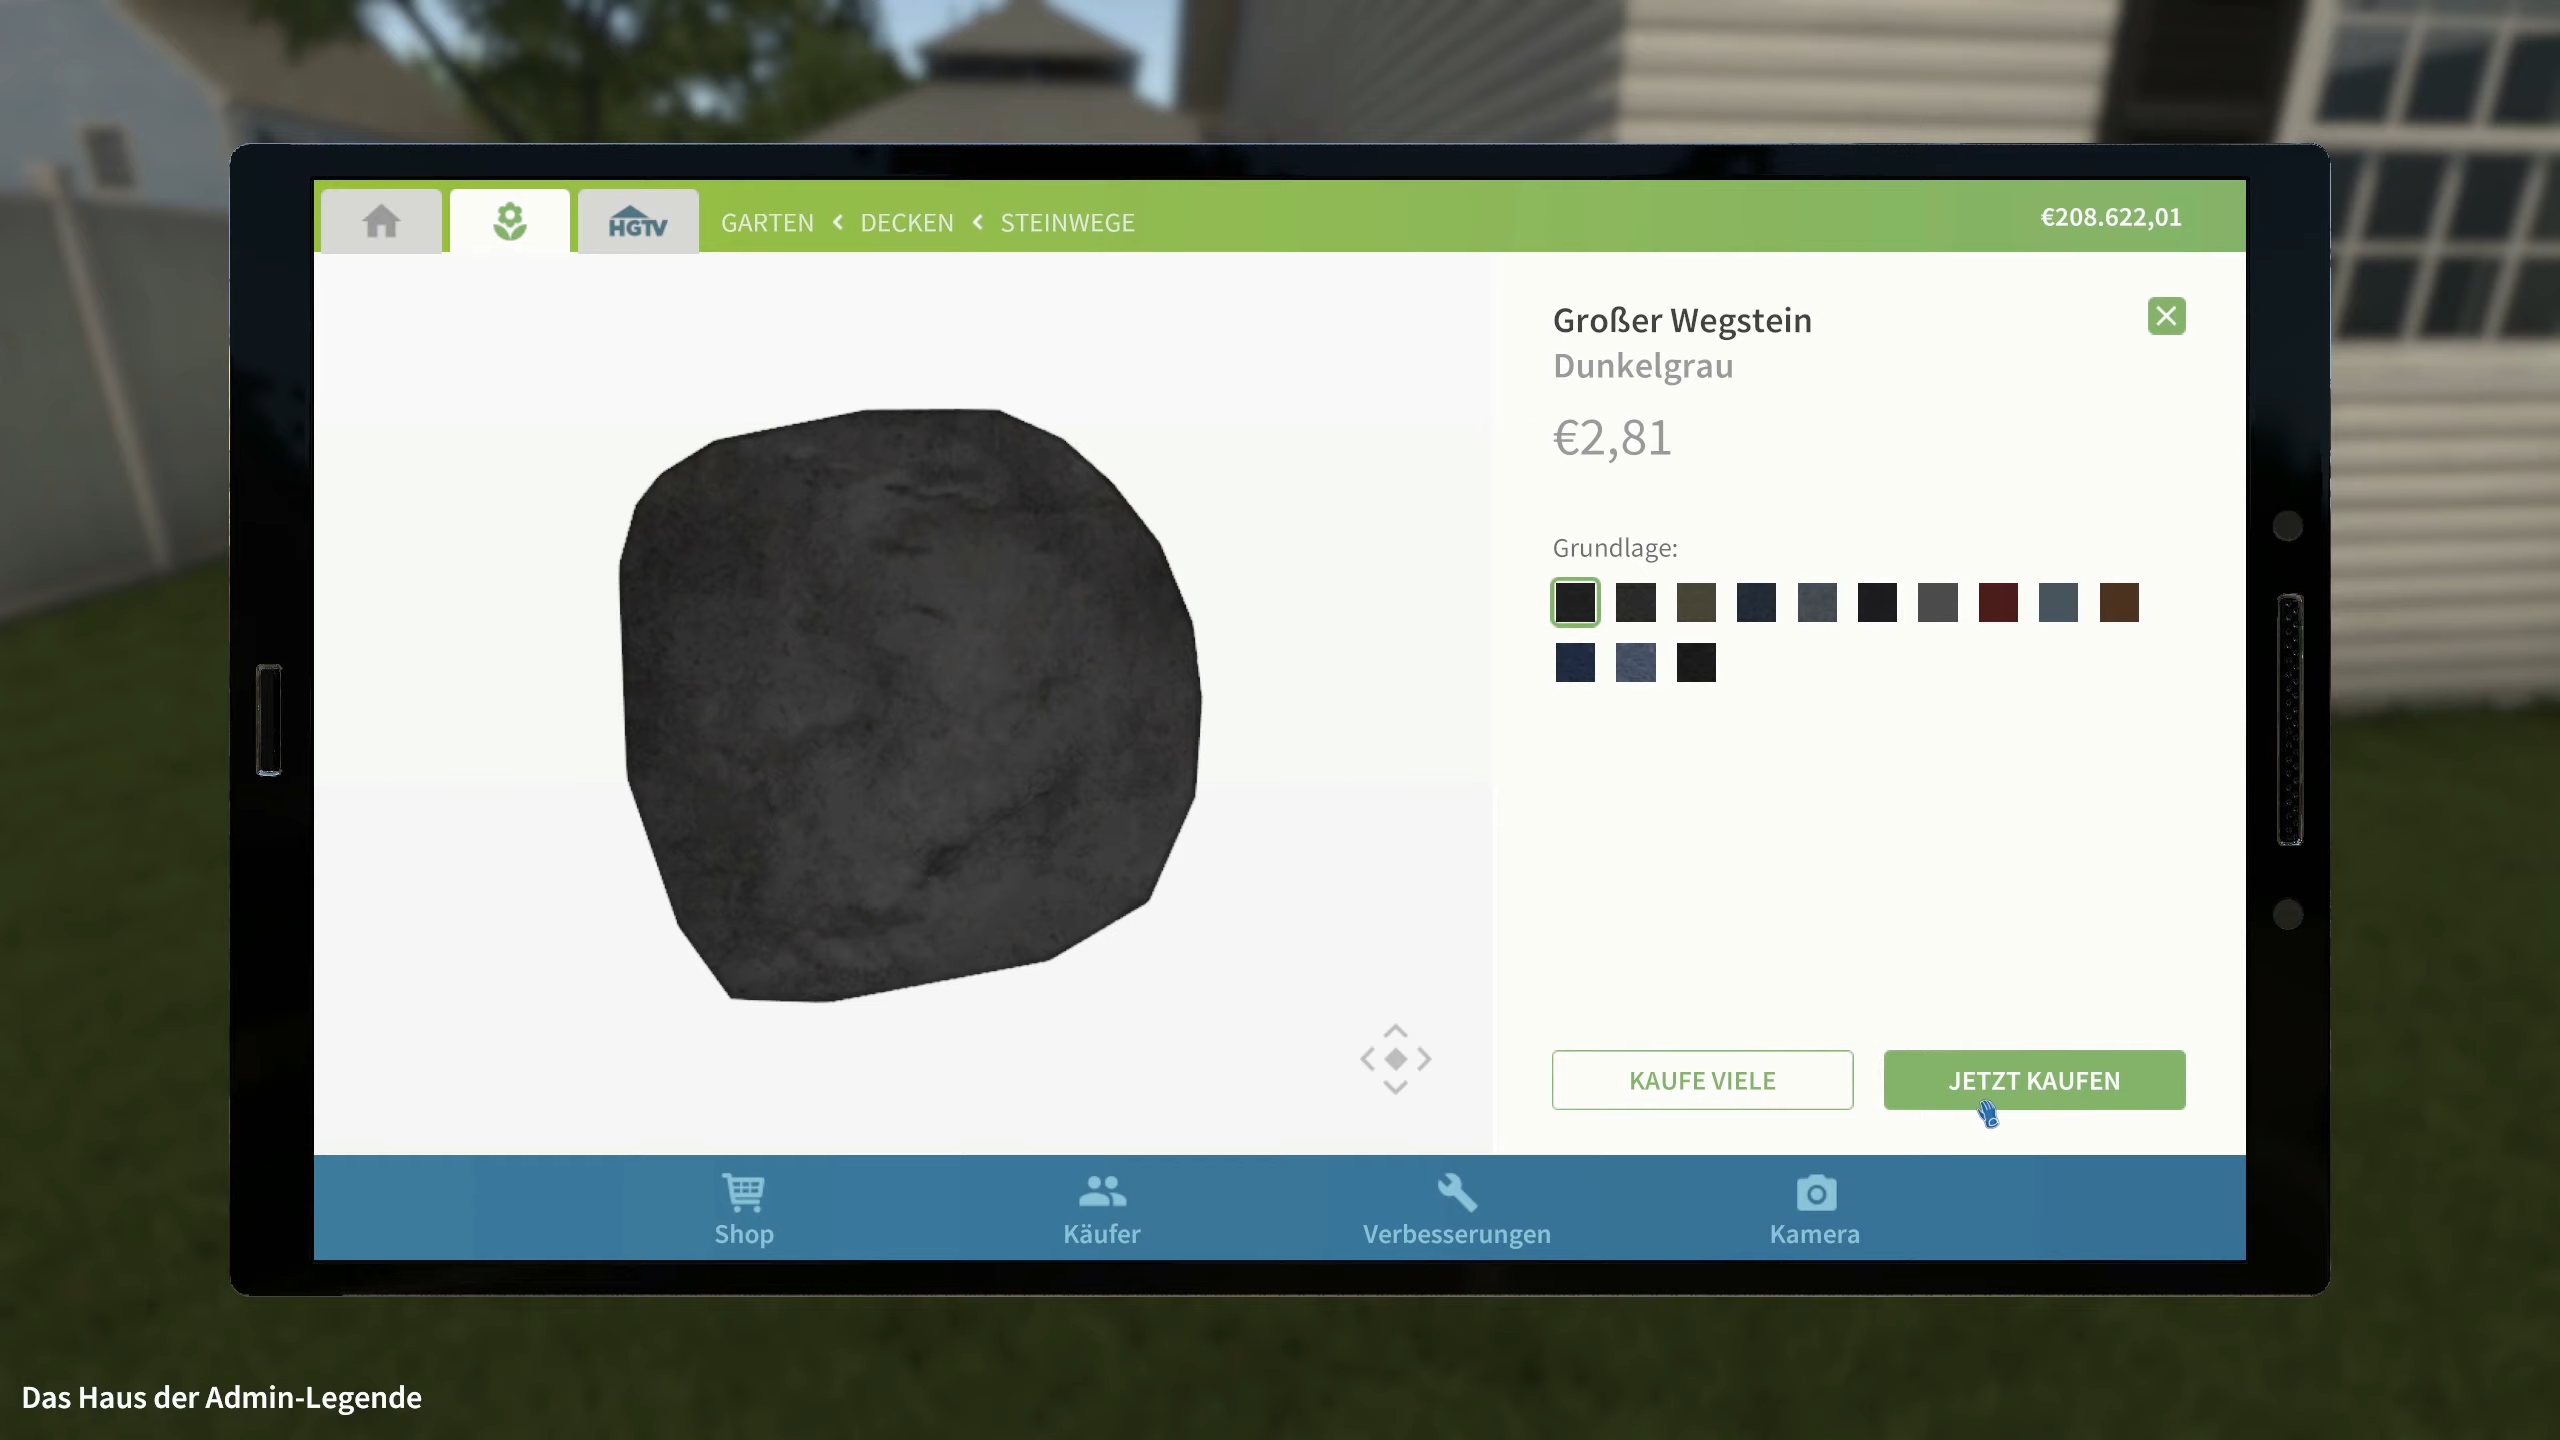 HGTV
GARTEN < DECKEN < STEINWEGE
€208.622,01
Großer Wegstein
Dunkelgrau
€2,81
Grundlage:
KAUFE VIELE
JETZT KAUFEN
Shop
Käufer
Verbesserungen
Kamera
Das Haus der Admin-Legende